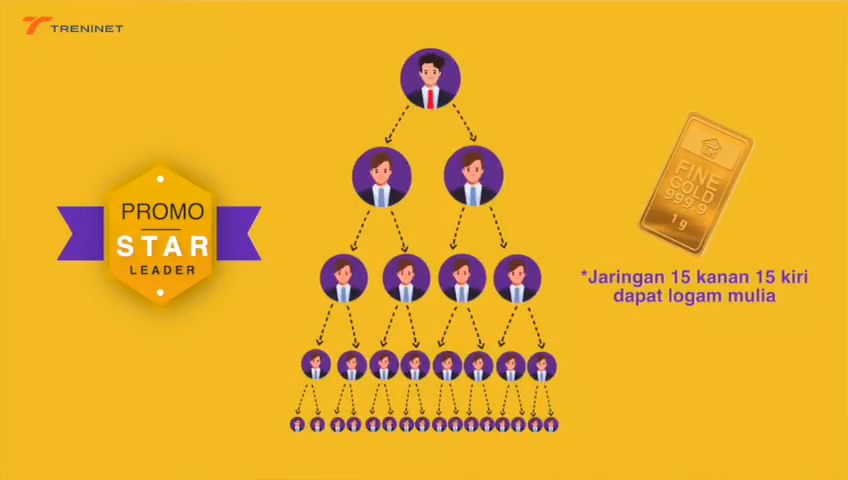 TRENINET
PROMO
STAR
LEADER
FINE
GOLD
999.9
1 g
*Jaringan 15 kanan 15 kiri
dapat logam mulia